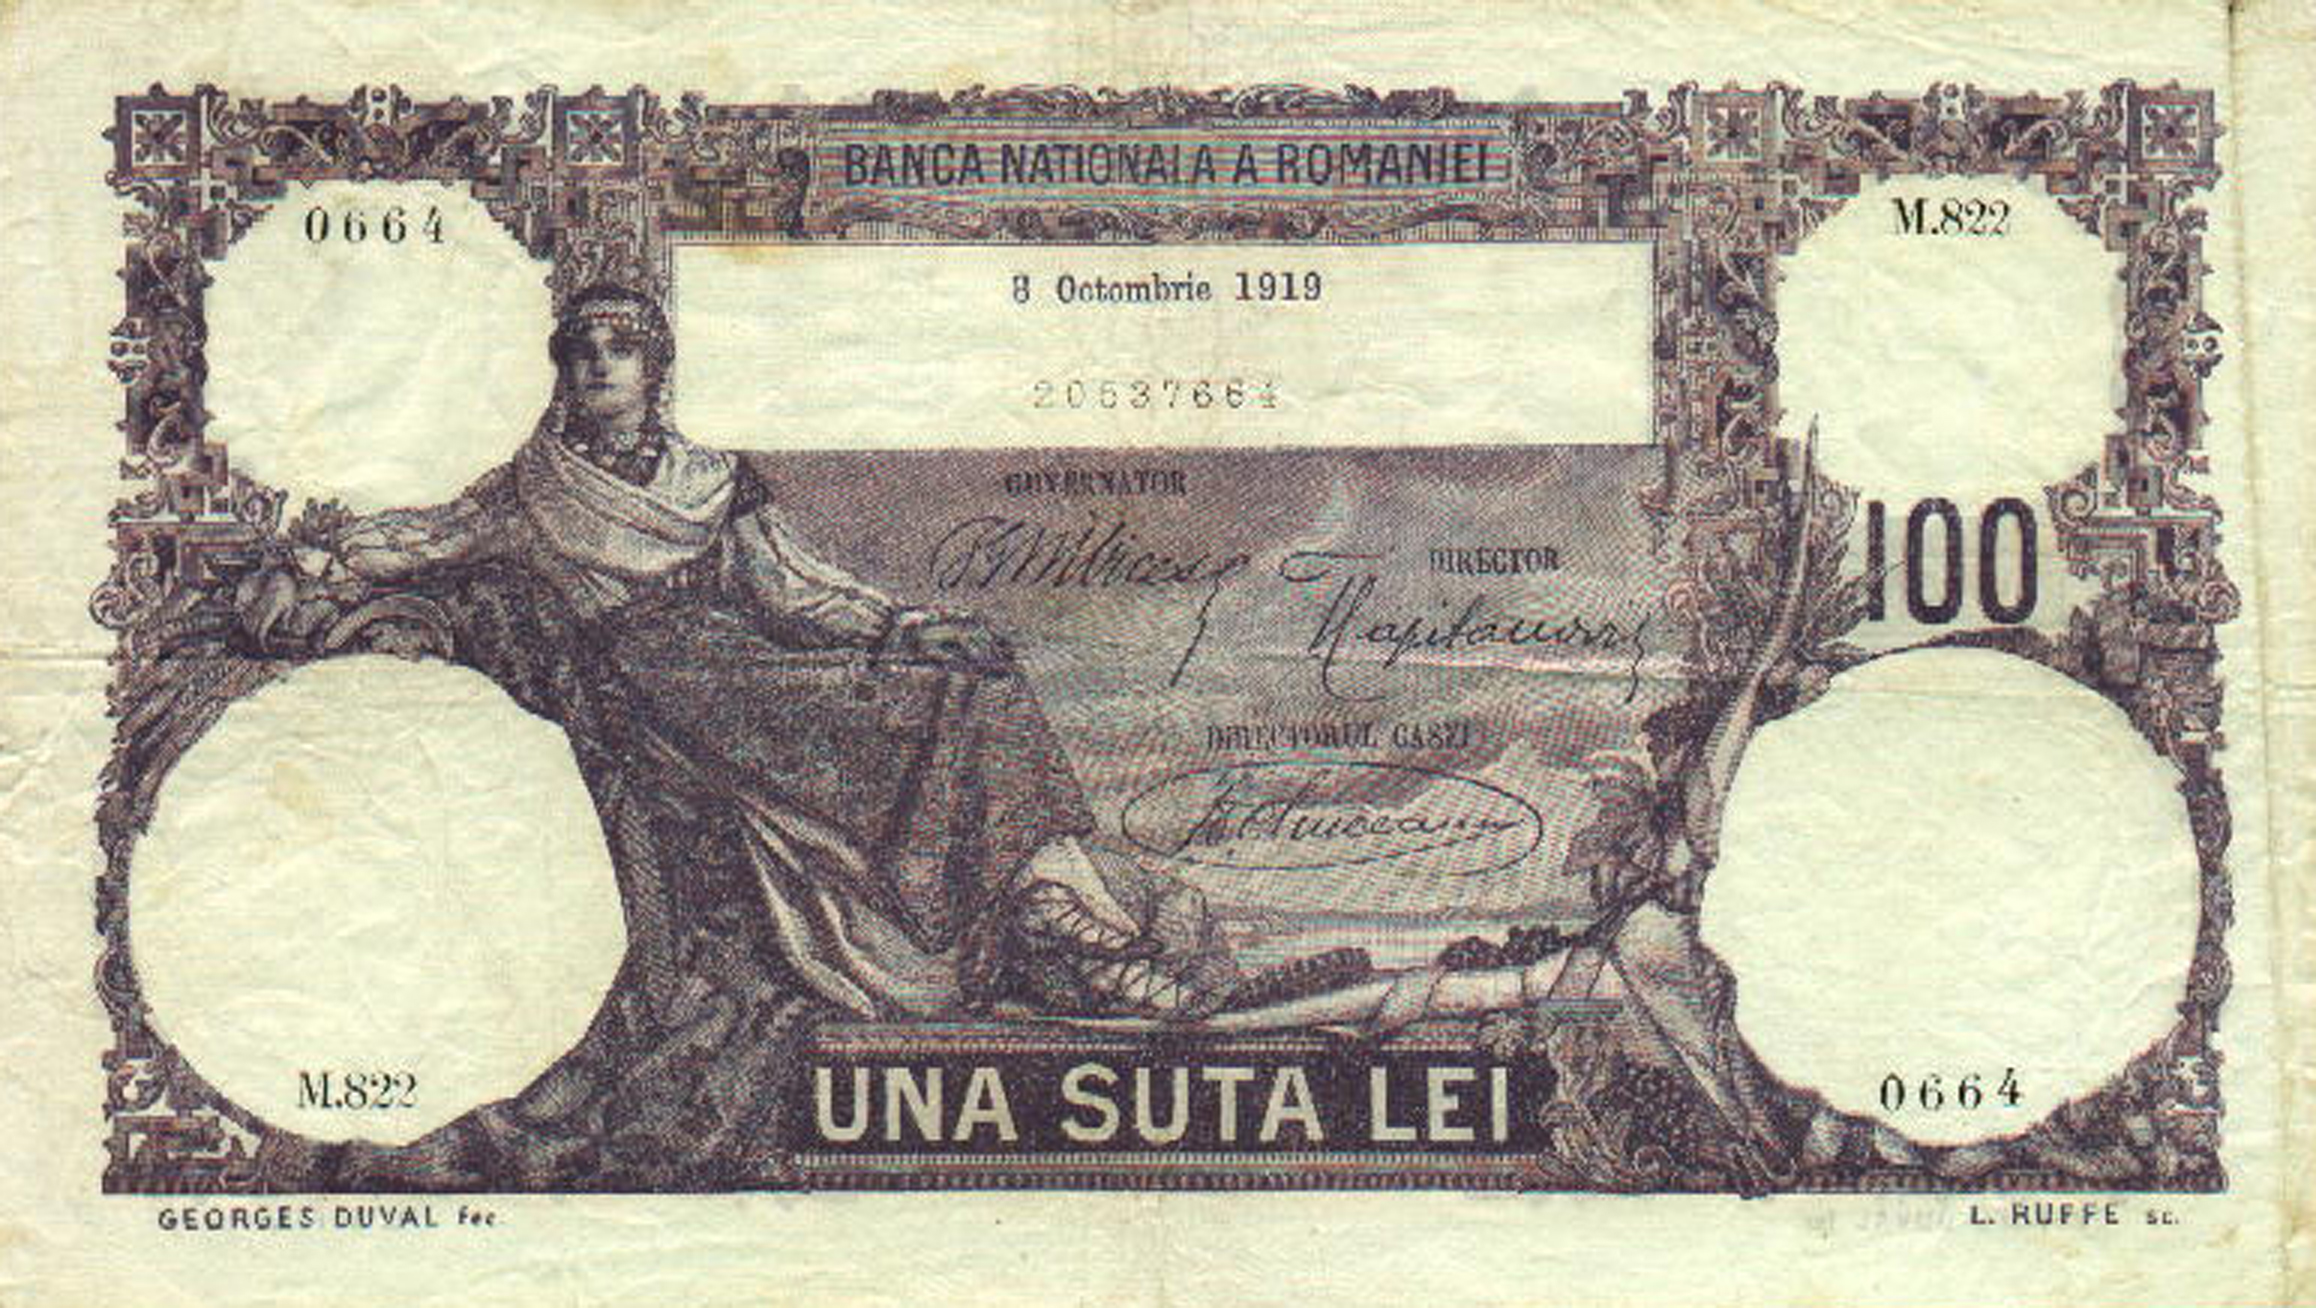 BANCA NATIONALA A ROMANIEI
0664
M.822
8 Octombrie 1919
20537664
GUVERNATOR
DIRECTOR
100
DIRECTORUL CASEI
M.822
0664
UNA SUTA LEI
GEORGES DUVAL fec.
L. RUFFE sc.